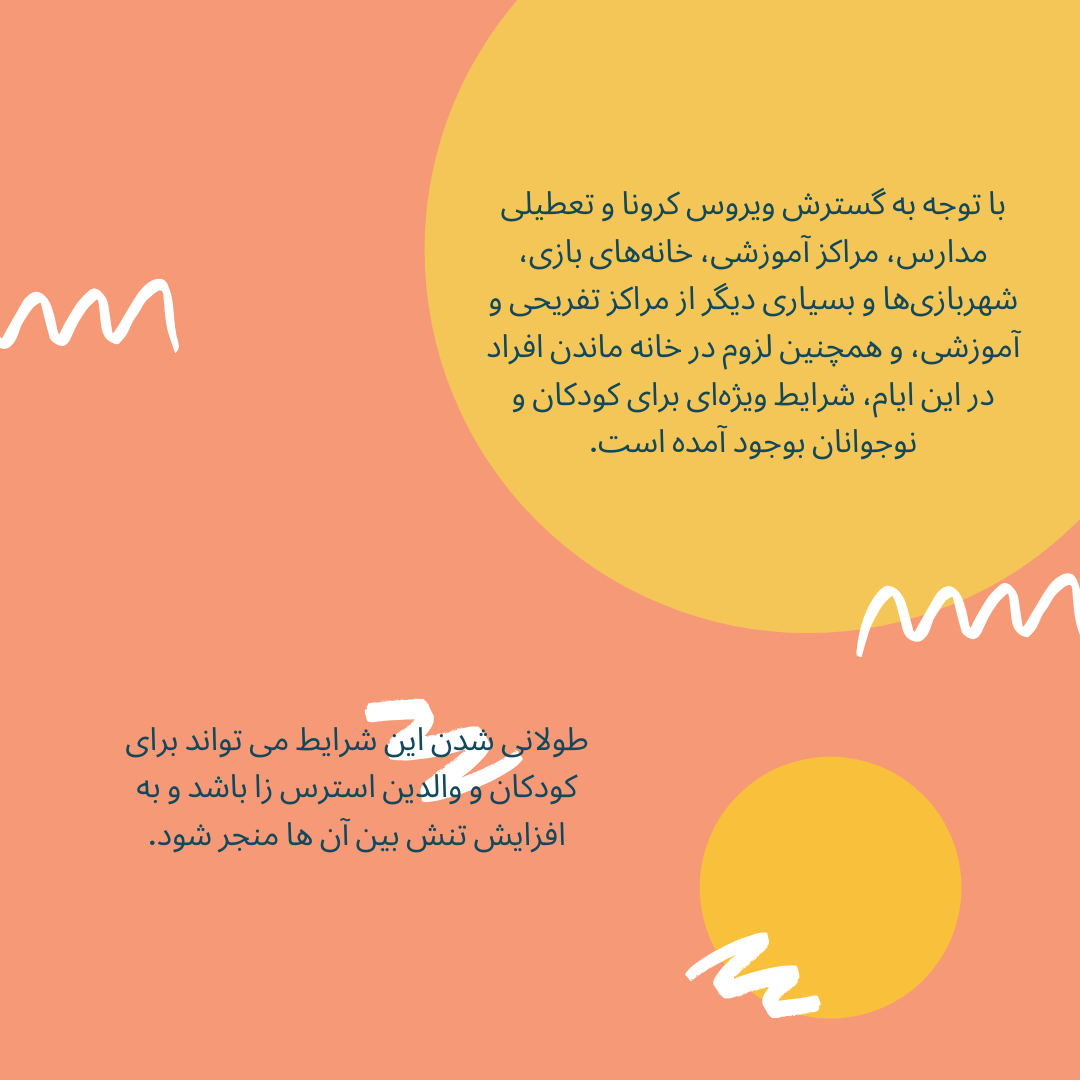 با توجه به گسترش ویروس کرونا و تعطیلی
مدارس، مراکز آموزشی، خانه‌های بازی،
شهربازی‌ها و بسیاری دیگر از مراکز تفریحی و
آموزشی، و همچنین لزوم در خانه ماندن افراد
در این ایام، شرایط ویژه‌ای برای کودکان و
نوجوانان بوجود آمده است.
طولانی شدن این شرایط می تواند برای
کودکان و والدین استرس زا باشد و به
افزایش تنش بین آن ها منجر شود.